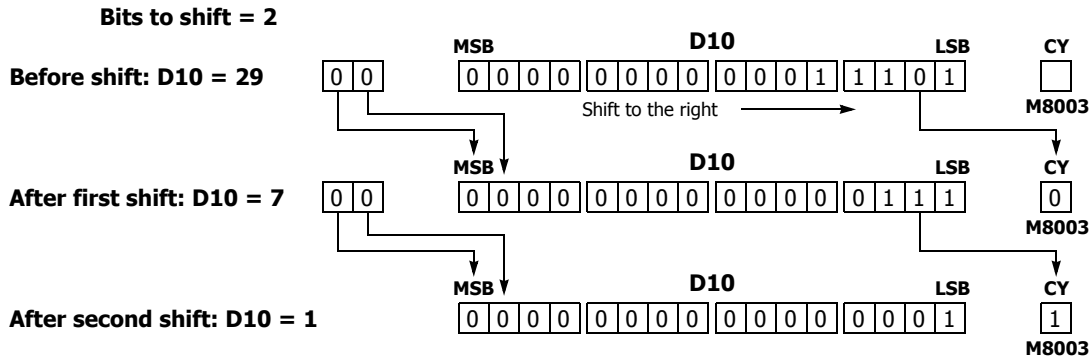 Bits to shift = 2
MSB D10 LSB CY
Before shift: D10 = 29 0 0 0 0 0 0 0 0 0 0 0 0 0 1 1 1 0 1
Shift to the right M8003
MSB D10 LSB CY
After first shift: D10 = 7 0 0 0 0 0 0 0 0 0 0 0 0 0 0 0 1 1 1 0
M8003
MSB D10 LSB CY
After second shift: D10 = 1 0 0 0 0 0 0 0 0 0 0 0 0 0 0 0 1 1
M8003